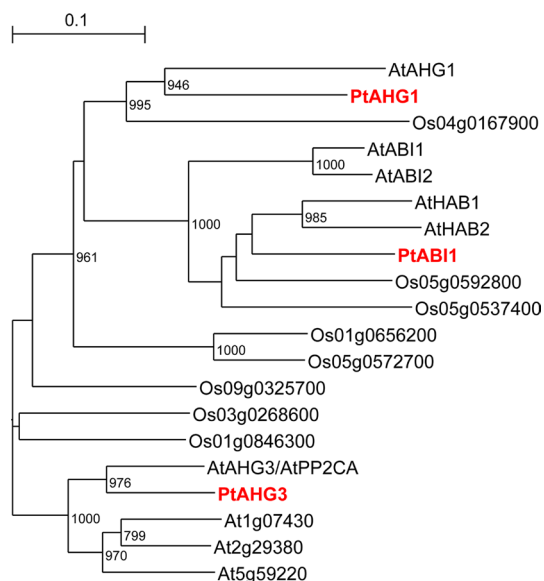 0.1
AtAHG1
946
PtAHG1
995
Os04g0167900
AtABI1
1000
AtABI2
AtHAB1
985
1000
AtHAB2
PtABI1
961
Os05g0592800
Os05g0537400
Os01g0656200
1000
Os05g0572700
Os09g0325700
Os03g0268600
Os01g0846300
AtAHG3/AtPP2CA
976
PtAHG3
1000
At1g07430
799
At2g29380
970
At5g59220